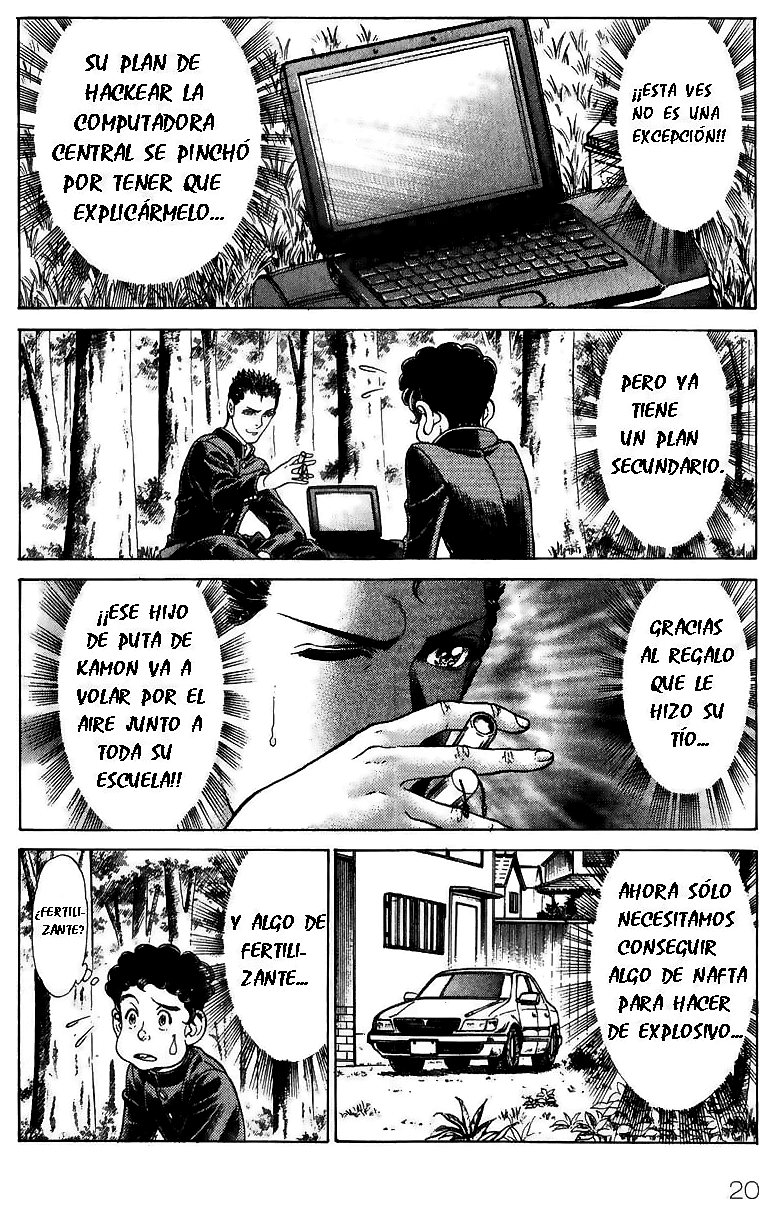 ¡¡ESTA VES
NO ES UNA
EXCEPCIÓN!!
SU PLAN DE
HACKEAR LA
COMPUTADORA
CENTRAL SE PINCHÓ
POR TENER QUE
EXPLICÁRMELO...
PERO YA
TIENE
UN PLAN
SECUNDARIO.
GRACIAS
AL REGALO
QUE LE
HIZO SU
TÍO...
¡¡ESE HIJO
DE PUTA DE
KAMON VA A
VOLAR POR EL
AIRE JUNTO A
TODA SU
ESCUELA!!
AHORA SÓLO
NECESITAMOS
CONSEGUIR
ALGO DE NAFTA
PARA HACER
DE EXPLOSIVO...
Y ALGO DE
FERTILI-
ZANTE...
¿FERTILI-
ZANTE?
20